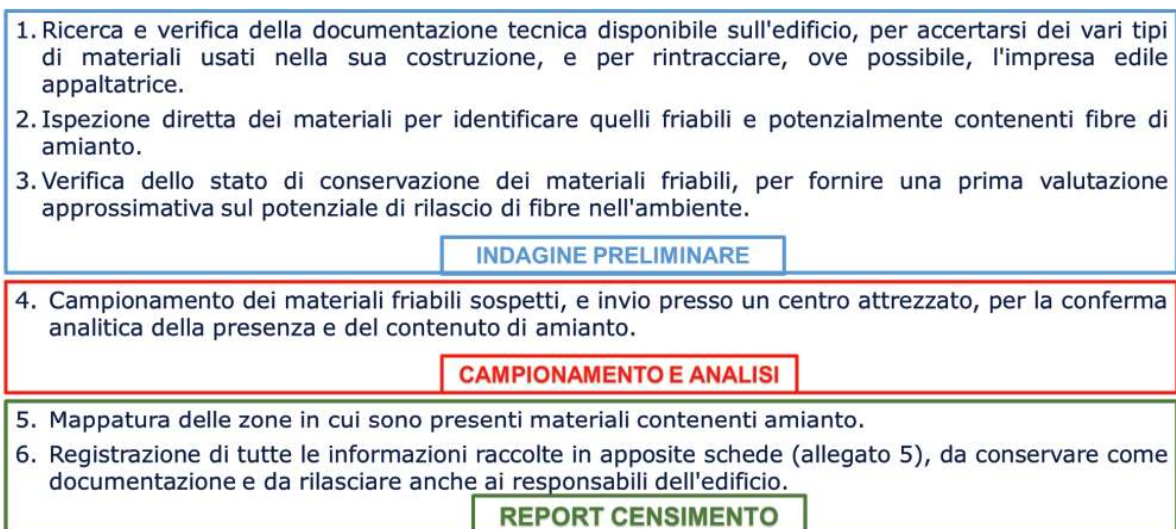 1. Ricerca e verifica della documentazione tecnica disponibile sull'edificio, per accertarsi dei vari tipi
di materiali usati nella sua costruzione, e per rintracciare, ove possibile, l'impresa edile
appaltatrice.
2. Ispezione diretta dei materiali per identificare quelli friabili e potenzialmente contenenti fibre di
amianto.
3. Verifica dello stato di conservazione dei materiali friabili, per fornire una prima valutazione
approssimativa sul potenziale di rilascio di fibre nell'ambiente.
INDAGINE PRELIMINARE
4. Campionamento dei materiali friabili sospetti, e invio presso un centro attrezzato, per la conferma
analitica della presenza e del contenuto di amianto.
CAMPIONAMENTO E ANALISI
5. Mappatura delle zone in cui sono presenti materiali contenenti amianto.
6. Registrazione di tutte le informazioni raccolte in apposite schede (allegato 5), da conservare come
documentazione e da rilasciare anche ai responsabili dell'edificio.
REPORT CENSIMENTO